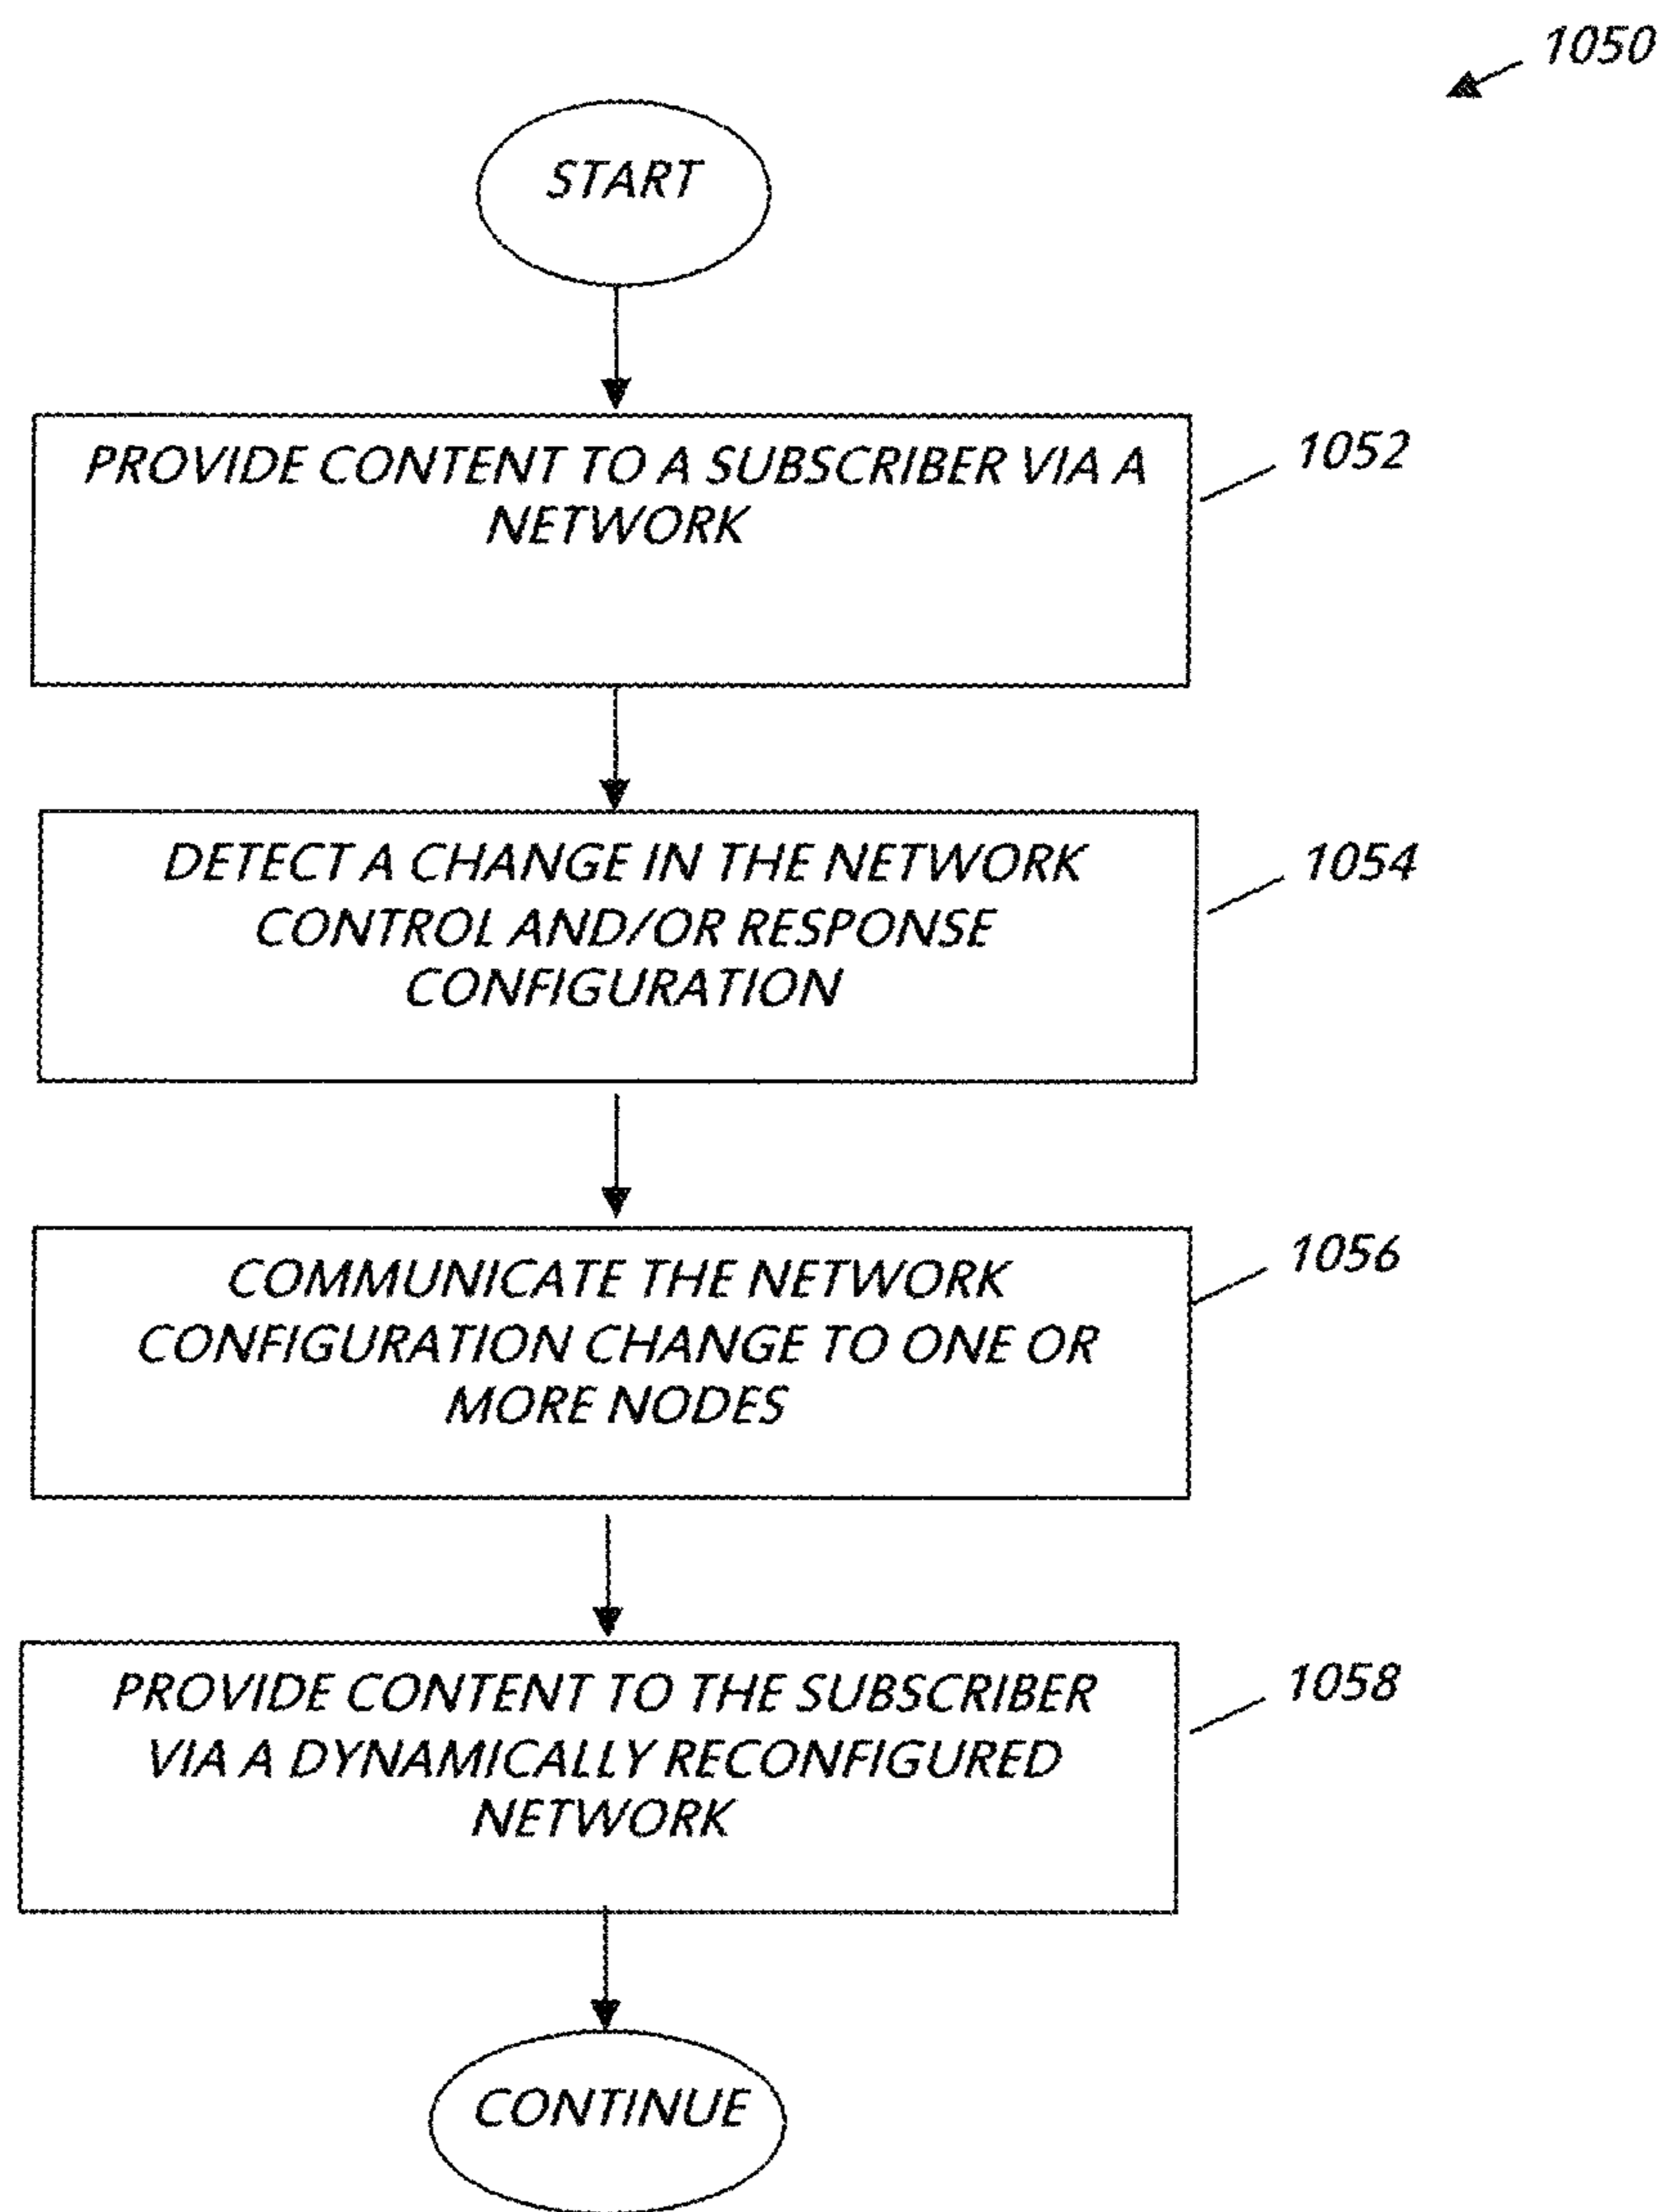 1050
START
PROVIDE CONTENT TO A SUBSCRIBER VIA A
NETWORK
1052
DETECT A CHANGE IN THE NETWORK
CONTROL AND/OR RESPONSE
CONFIGURATION
1054
COMMUNICATE THE NETWORK
CONFIGURATION CHANGE TO ONE OR
MORE NODES
1056
PROVIDE CONTENT TO THE SUBSCRIBER
VIA A DYNAMICALLY RECONFIGURED
NETWORK
1058
CONTINUE